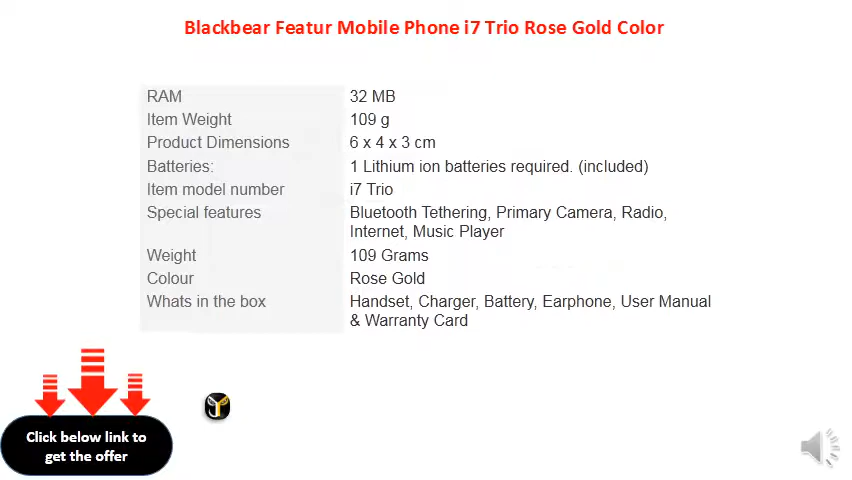 Blackbear Featur Mobile Phone i7 Trio Rose Gold Color
RAM 32 MB
Item Weight 109 g
Product Dimensions 6 x 4 x 3 cm
Batteries: 1 Lithium ion batteries required. (included)
Item model number i7 Trio
Special features Bluetooth Tethering, Primary Camera, Radio,
Internet, Music Player
Weight 109 Grams
Colour Rose Gold
Whats in the box Handset, Charger, Battery, Earphone, User Manual
& Warranty Card
Click below link to
get the offer